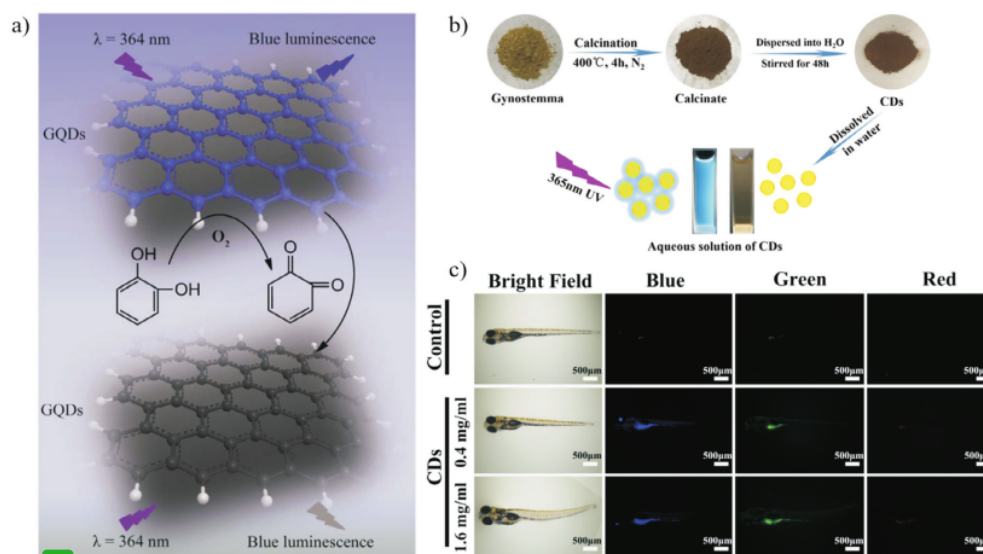 a)
λ = 364 nm
Blue luminescence
GQDs
O₂
OH
OH
O
O
GQDs
λ = 364 nm
Blue luminescence
b)
Calcination
400℃, 4h, N₂
Dispersed into H₂O
Stirred for 48h
Gynostemma
Calcinate
CDs
Dissolved
in water
365nm UV
Aqueous solution of CDs
c)
Bright Field
Blue
Green
Red
Control
500μm
500μm
500μm
500μm
CDs
0.4 mg/ml
500μm
500μm
500μm
500μm
1.6 mg/ml
500μm
500μm
500μm
500μm